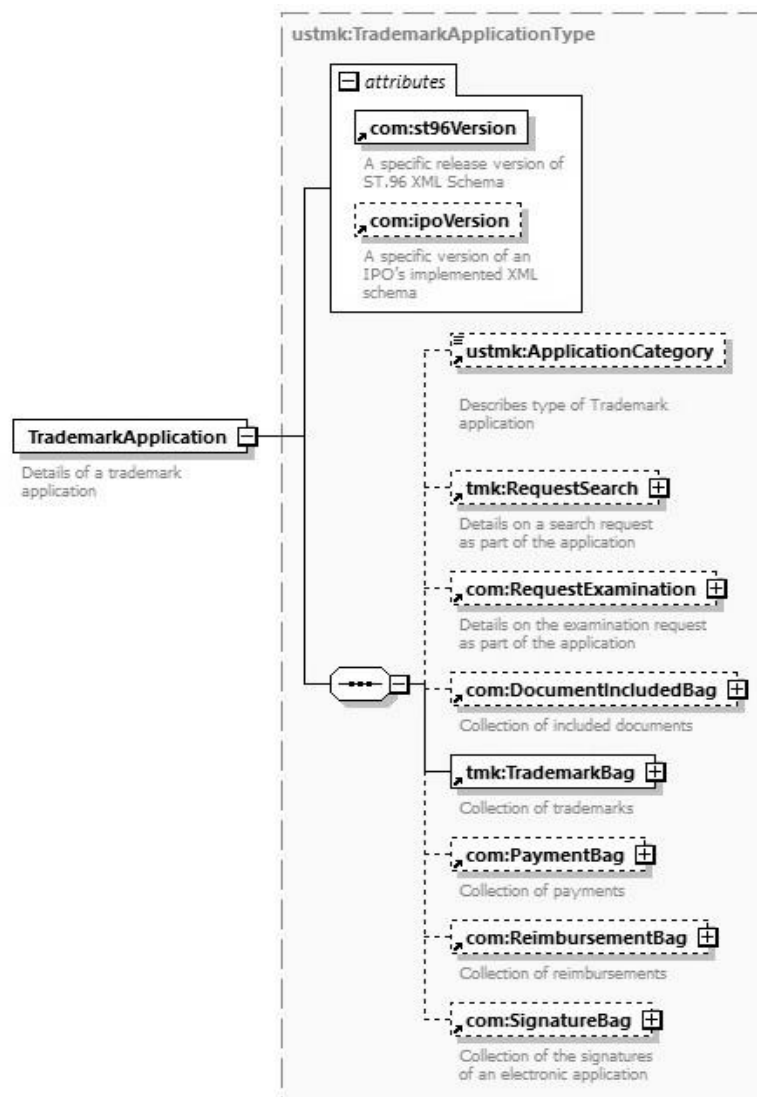 ustmk:TrademarkApplicationType
attributes
com:st96Version
A specific release version of
ST.96 XML Schema
com:ipoVersion
A specific version of an
IPO's implemented XML
schema
ustmk:ApplicationCategory
Describes type of Trademark
application
TrademarkApplication
Details of a trademark
application
tmk:RequestSearch
Details on a search request
as part of the application
com:RequestExamination
Details on the examination request
as part of the application
com:DocumentIncludedBag
Collection of included documents
tmk:TrademarkBag
Collection of trademarks
com:PaymentBag
Collection of payments
com:ReimbursementBag
Collection of reimbursements
com:SignatureBag
Collection of the signatures
of an electronic application